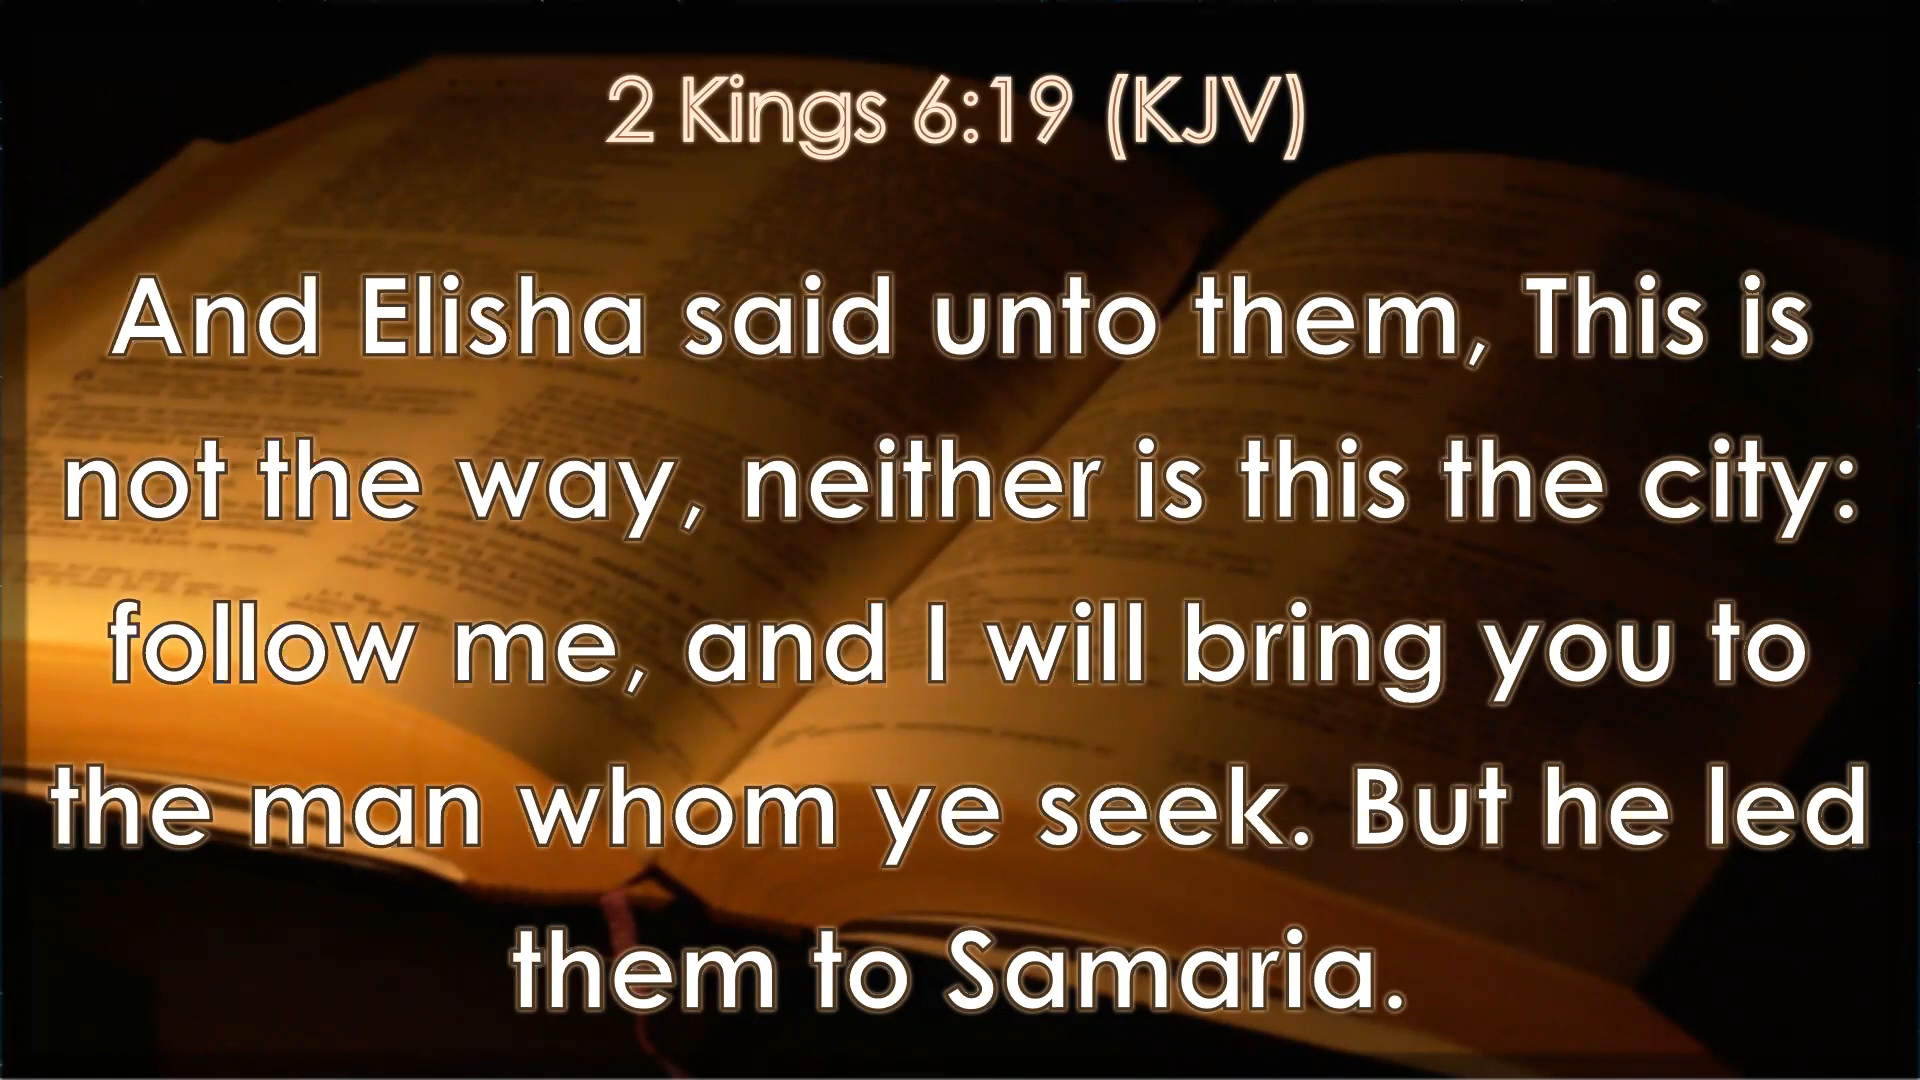 2 Kings 6:19 (KJV)
And Elisha said unto them, This is
not the way, neither is this the city:
follow me, and I will bring you to
the man whom ye seek. But he led
them to Samaria.